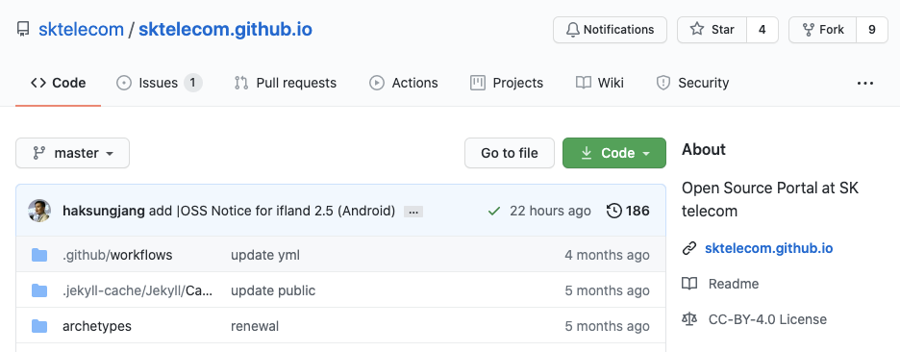 sktelecom / sktelecom.github.io
Notifications
Star 4
Fork 9
Code
Issues 1
Pull requests
Actions
Projects
Wiki
Security
...
master
Go to file
Code
About
Open Source Portal at SK
telecom
haksungjang add |OSS Notice for ifland 2.5 (Android) ... 22 hours ago 186
.github/workflows update yml 4 months ago
.jekyll-cache/Jekyll/Ca... update public 5 months ago
archetypes renewal 5 months ago
sktelecom.github.io
Readme
CC-BY-4.0 License